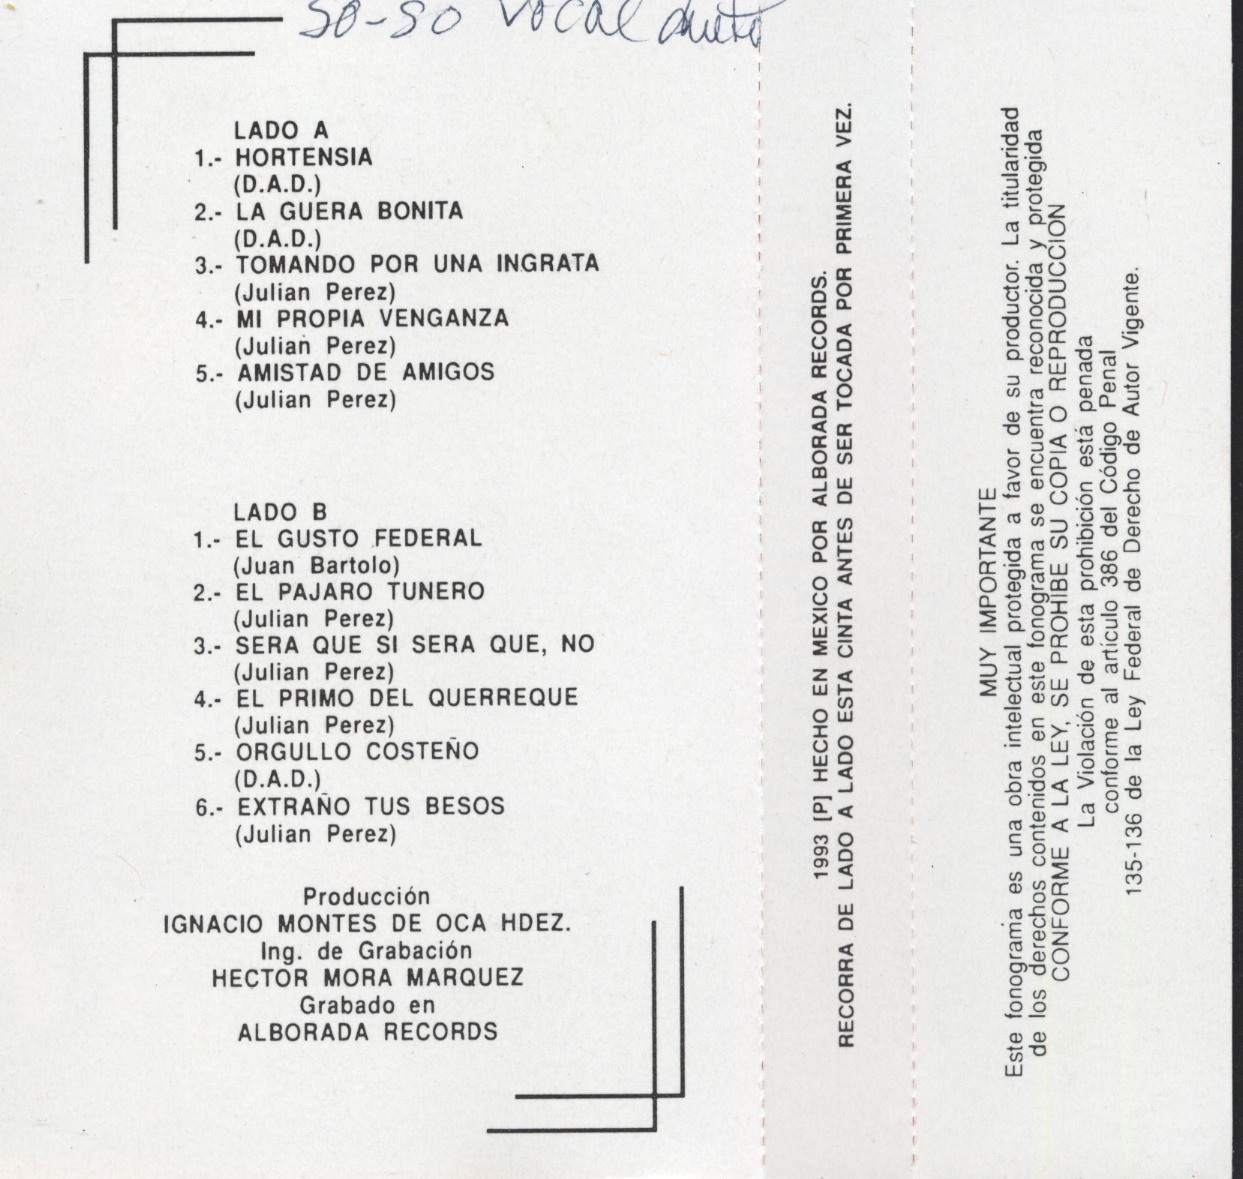 so-so vocal dueto
LADO A
1.- HORTENSIA
(D.A.D.)
2.- LA GUERA BONITA
(D.A.D.)
3.- TOMANDO POR UNA INGRATA
(Julian Perez)
4.- MI PROPIA VENGANZA
(Julian Perez)
5.- AMISTAD DE AMIGOS
(Julian Perez)
LADO B
1.- EL GUSTO FEDERAL
(Juan Bartolo)
2.- EL PAJARO TUNERO
(Julian Perez)
3.- SERA QUE SI SERA QUE, NO
(Julian Perez)
4.- EL PRIMO DEL QUERREQUE
(Julian Perez)
5.- ORGULLO COSTEÑO
(D.A.D.)
6.- EXTRAÑO TUS BESOS
(Julian Perez)
Producción
IGNACIO MONTES DE OCA HDEZ.
Ing. de Grabación
HECTOR MORA MARQUEZ
Grabado en
ALBORADA RECORDS
1993 [P] HECHO EN MEXICO POR ALBORADA RECORDS.
RECORRA DE LADO A LADO ESTA CINTA ANTES DE SER TOCADA POR PRIMERA VEZ.
MUY IMPORTANTE
Este fonograma es una obra intelectual protegida a favor de su productor. La titularidad
de los derechos contenidos en este fonograma se encuentra reconocida y protegida
CONFORME A LA LEY, SE PROHIBE SU COPIA O REPRODUCCION
La Violación de esta prohibición está penada
conforme al artículo 386 del Código Penal
135-136 de la Ley Federal de Derecho de Autor Vigente.